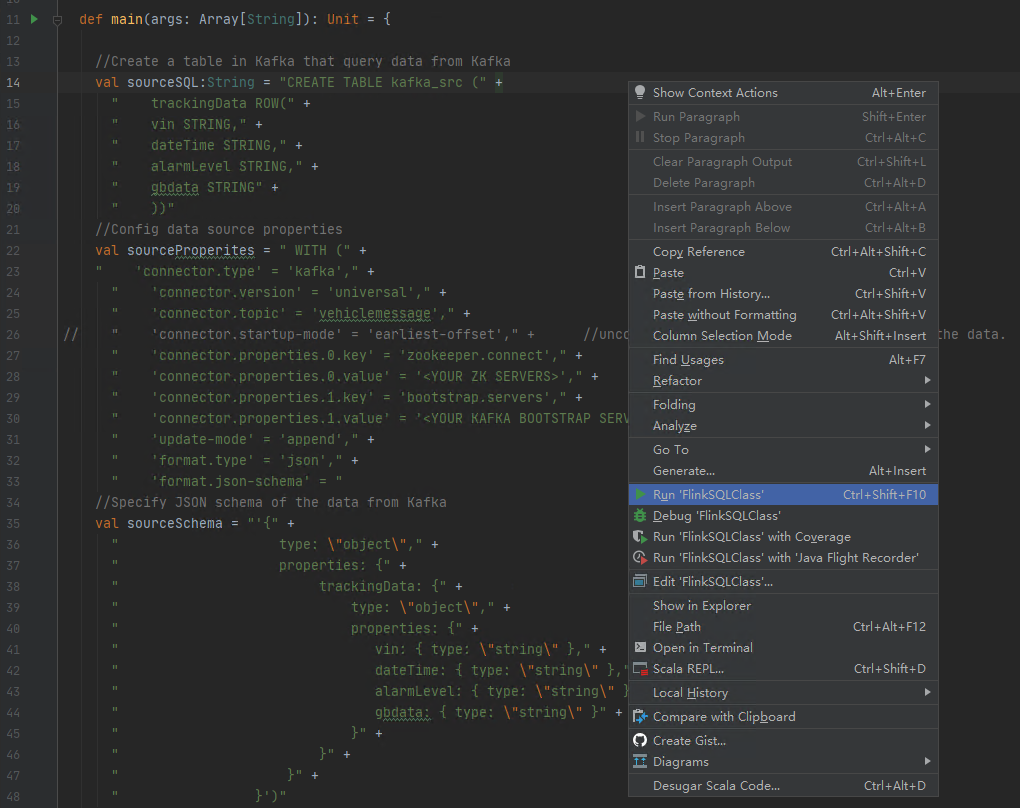 11 def main(args: Array[String]): Unit = {
12
13 //Create a table in Kafka that query data from Kafka
14 val sourceSQL:String = "CREATE TABLE kafka_src (" +
15 "    trackingData ROW(" +
16 "    vin STRING," +
17 "    dateTime STRING," +
18 "    alarmLevel STRING," +
19 "    gbdata STRING" +
20 "    ))"
21 //Config data source properties
22 val sourceProperites = " WITH (" +
23 "    'connector.type' = 'kafka'," +
24 "    'connector.version' = 'universal'," +
25 "    'connector.topic' = 'vehiclemessage'," +
26 // "    'connector.startup-mode' = 'earliest-offset'," + //unco the data.
27 "    'connector.properties.0.key' = 'zookeeper.connect'," +
28 "    'connector.properties.0.value' = '<YOUR ZK SERVERS>'," +
29 "    'connector.properties.1.key' = 'bootstrap.servers'," +
30 "    'connector.properties.1.value' = '<YOUR KAFKA BOOTSTRAP SERV
31 "    'update-mode' = 'append'," +
32 "    'format.type' = 'json'," +
33 "    'format.json-schema' = "
34 //Specify JSON schema of the data from Kafka
35 val sourceSchema = "'{" +
36 "                    type: \"object\"," +
37 "                    properties: {" +
38 "                         trackingData: {" +
39 "                             type: \"object\"," +
40 "                             properties: {" +
41 "                                vin: { type: \"string\" }," +
42 "                                dateTime: { type: \"string\" },"
43 "                                alarmLevel: { type: \"string\" }
44 "                                gbdata: { type: \"string\" }" +
45 "                             }" +
46 "                         }" +
47 "                     }" +
48 "                 }')"
Show Context Actions Alt+Enter
Run Paragraph Shift+Enter
Stop Paragraph Ctrl+Alt+C
Clear Paragraph Output Ctrl+Shift+L
Delete Paragraph Ctrl+Alt+D
Insert Paragraph Above Ctrl+Alt+A
Insert Paragraph Below Ctrl+Alt+B
Copy Reference Ctrl+Alt+Shift+C
Paste Ctrl+V
Paste from History... Ctrl+Shift+V
Paste without Formatting Ctrl+Alt+Shift+V
Column Selection Mode Alt+Shift+Insert
Find Usages Alt+F7
Refactor
Folding
Analyze
Go To
Generate... Alt+Insert
Run 'FlinkSQLClass' Ctrl+Shift+F10
Debug 'FlinkSQLClass'
Run 'FlinkSQLClass' with Coverage
Run 'FlinkSQLClass' with 'Java Flight Recorder'
Edit 'FlinkSQLClass'...
Show in Explorer
File Path Ctrl+Alt+F12
Open in Terminal
Scala REPL... Ctrl+Shift+D
Local History
Compare with Clipboard
Create Gist...
Diagrams
Desugar Scala Code... Ctrl+Alt+D